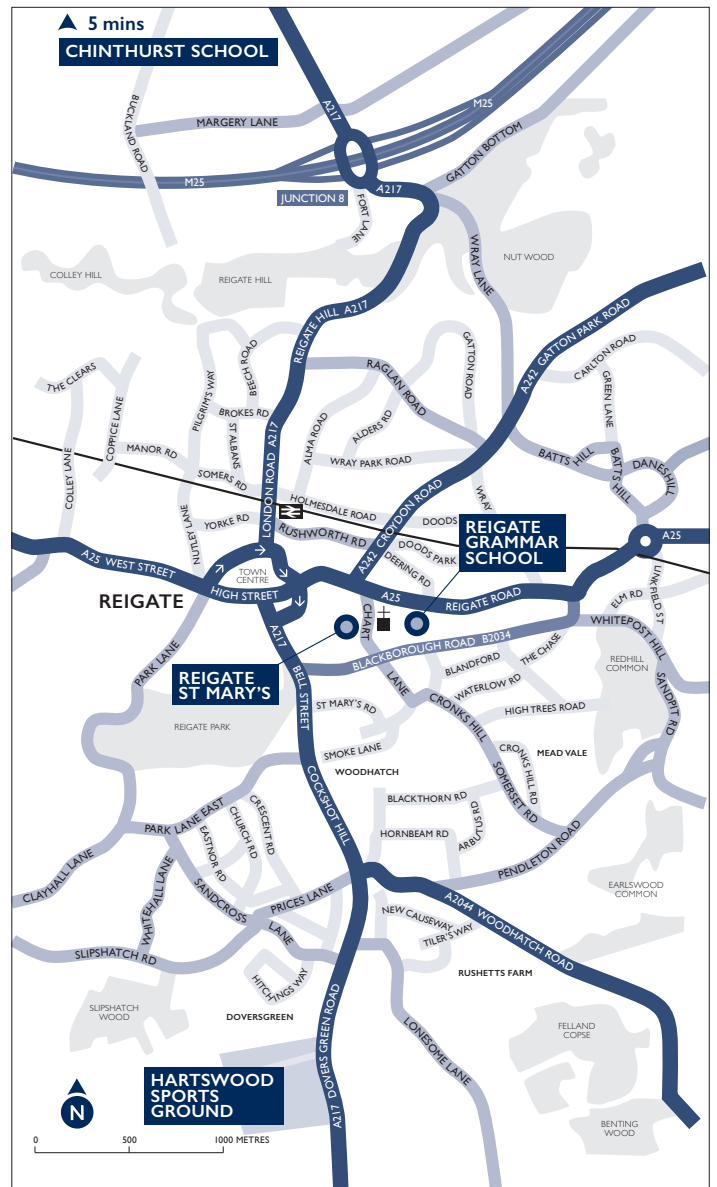 5 mins
CHINTHURST SCHOOL
A217
M25
MARGERY LANE
BUCKLAND ROAD
GATTON BOTTOM
M25
JUNCTION 8
A217
FORT LANE
WRAY LANE
NUT WOOD
COLLEY HILL
REIGATE HILL
REIGATE HILL A217
A242 GATTON PARK ROAD
THE CLEARS
COPPICE LANE
PILGRIM'S WAY
BEECH ROAD
RAGLAN ROAD
GATTON ROAD
CARLTON ROAD
GREEN LANE
BROKES RD
ST ALBANS
LONDON ROAD A217
ALMA ROAD
ALDERS RD
MANOR RD
WRAY PARK ROAD
BATTS HILL
BATTS HILL
DANESHILL
COLLEY LANE
SOMERS RD
HOLMESDALE ROAD
A242 CROYDON ROAD
WRAY
NUTLEY LANE
YORKE RD
RUSHWORTH RD
DOODS
DOODS PARK
DEERING RD
REIGATE
GRAMMAR
SCHOOL
A25
A25 WEST STREET
TOWN
CENTRE
HIGH STREET
REIGATE
A25
REIGATE ROAD
ELM RD
LINKFIELD ST
CHART
LANE
A217
BELL STREET
BLACKBOROUGH ROAD B2034
WHITEPOST HILL
REDHILL
COMMON
PARK LANE
REIGATE
ST MARY'S
BLANDFORD
THE CHASE
WATERLOW RD
SANDPIT RD
REIGATE PARK
ST MARY'S RD
CRONKS HILL
HIGH TREES ROAD
SMOKE LANE
WOODHATCH
CRONKS HILL RD
MEAD VALE
SOMERSET RD
COCKSHOT HILL
BLACKTHORN RD
ARBUTUS RD
HORNBEAM RD
PARK LANE EAST
CRESCENT RD
CHURCH RD
EASTNOR RD
PENDLETON ROAD
CLAYHALL LANE
WHITEHALL LANE
SANDCROSS
LANE
PRICES LANE
EARLSWOOD
COMMON
A2044 WOODHATCH ROAD
NEW CAUSEWAY
TILER'S WAY
SLIPSHATCH RD
HITCHINGS WAY
RUSHETTS FARM
SLIPSHATCH
WOOD
DOVERSGREEN
A217 DOVERS GREEN ROAD
LONESOME LANE
FELLAND
COPSE
HARTSWOOD
SPORTS
GROUND
BENTING
WOOD
N
0 500 1000 METRES